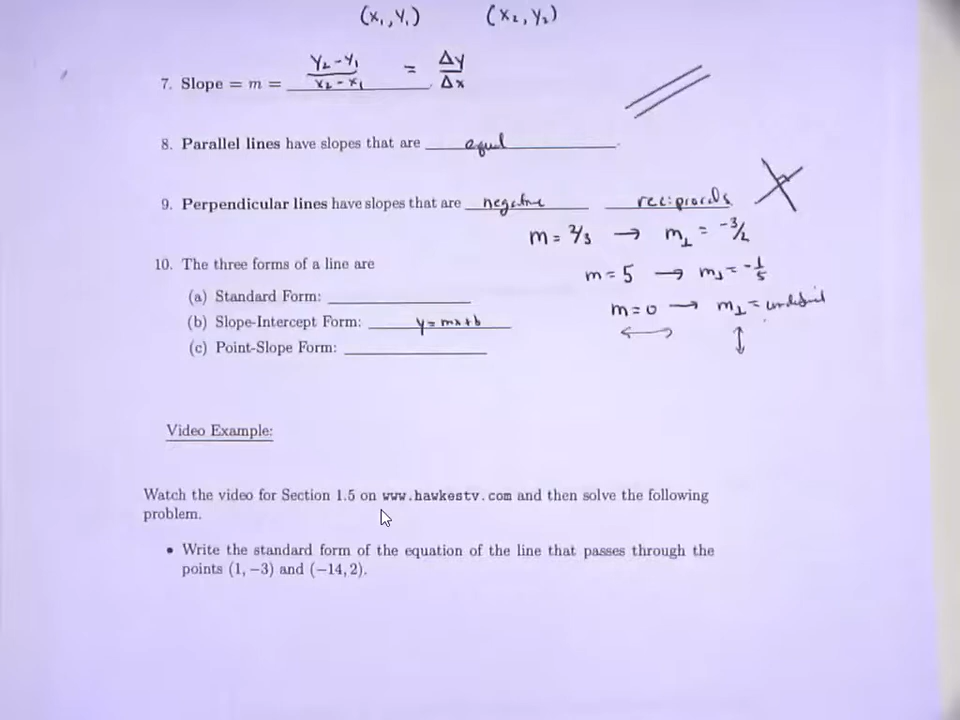 (x₁, y₁) (x₂, y₂)
7. Slope = m = y₂ - y₁ / x₂ - x₁ = Δy / Δx
8. Parallel lines have slopes that are equal.
9. Perpendicular lines have slopes that are negative reciprocals
m = 2/3 → m⊥ = -3/2
m = 5 → m⊥ = -1/5
m = 0 → m⊥ = undefined
10. The three forms of a line are
(a) Standard Form:
(b) Slope-Intercept Form: y = mx + b
(c) Point-Slope Form:
Video Example:
Watch the video for Section 1.5 on www.hawkestv.com and then solve the following
problem.
• Write the standard form of the equation of the line that passes through the
points (1, −3) and (−14, 2).